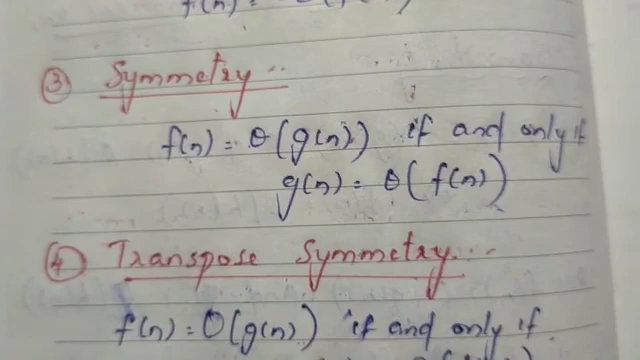 ③ Symmetry..
f(n) = θ(g(n)) if and only if
g(n) = θ(f(n))
④ Transpose Symmetry...
f(n) = O(g(n)) if and only if